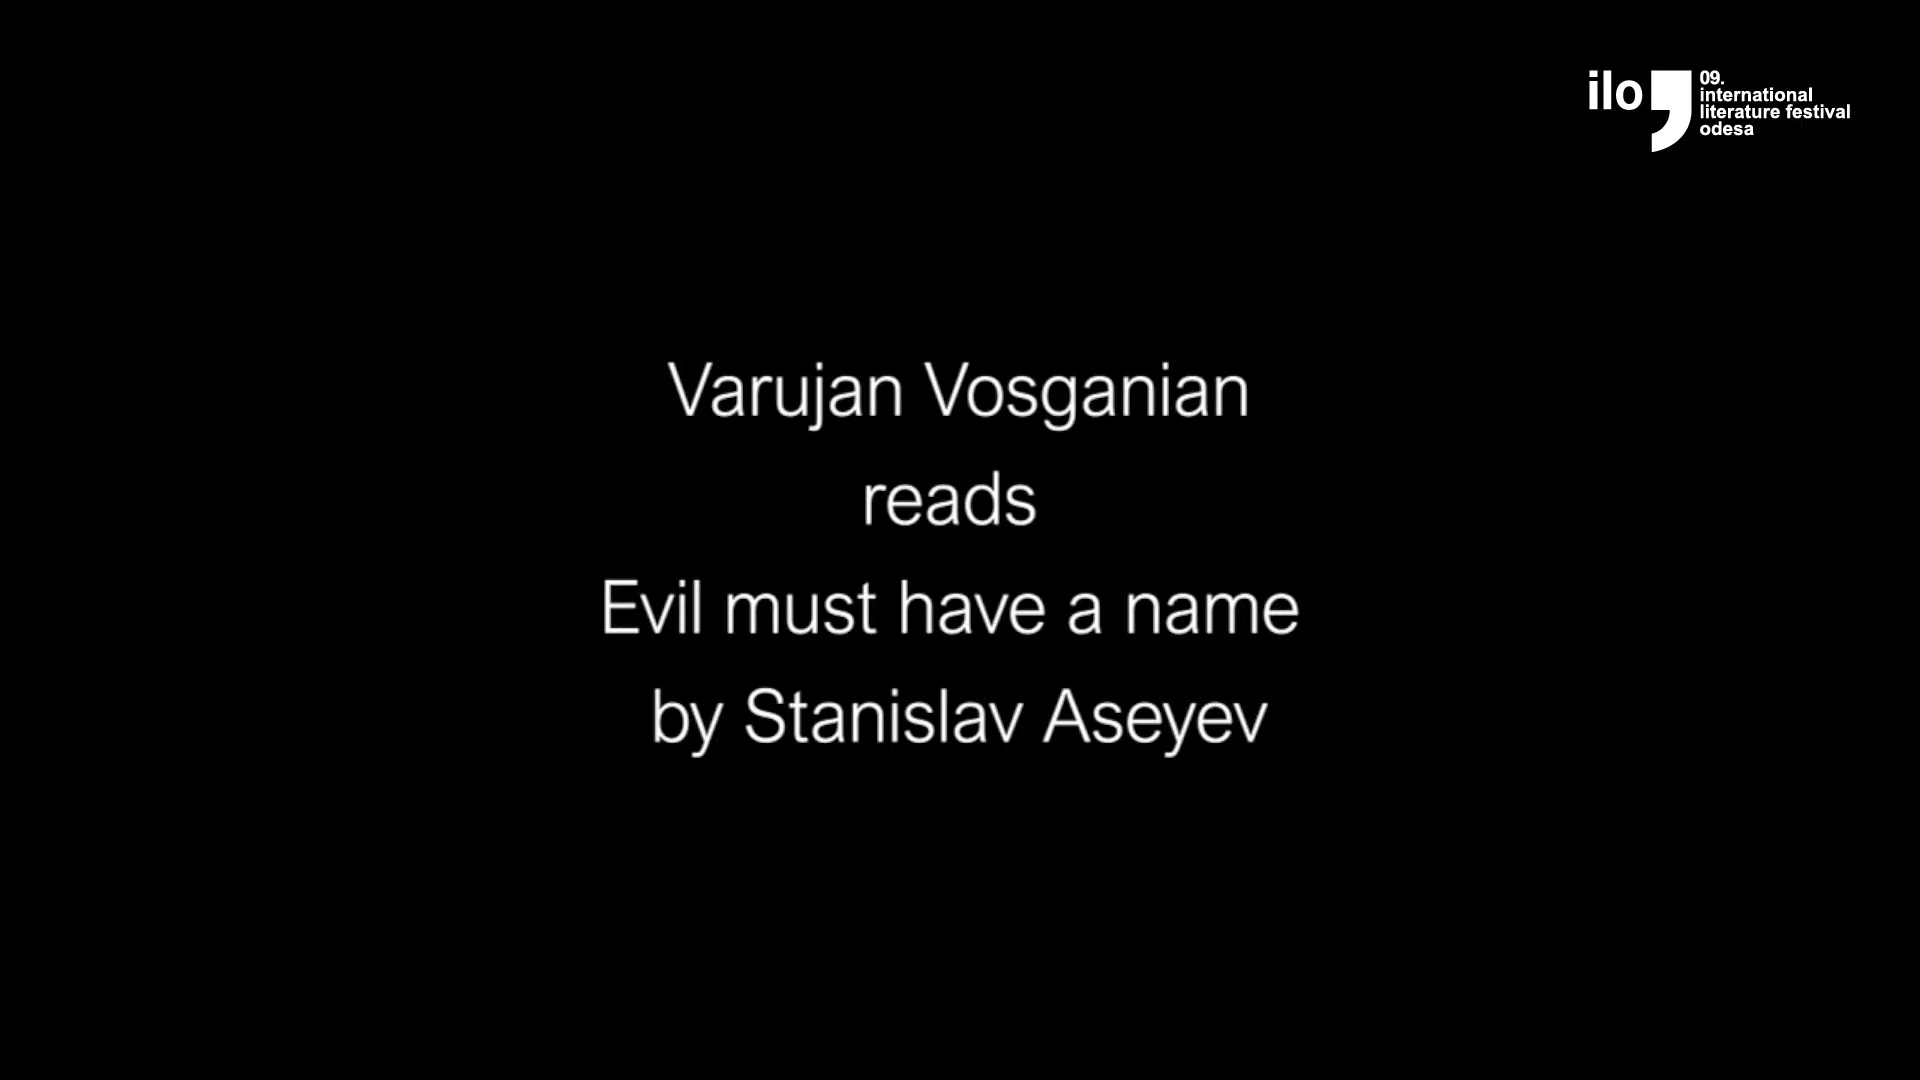 ilo
09.
international
literature festival
odesa
Varujan Vosganian
reads
Evil must have a name
by Stanislav Aseyev